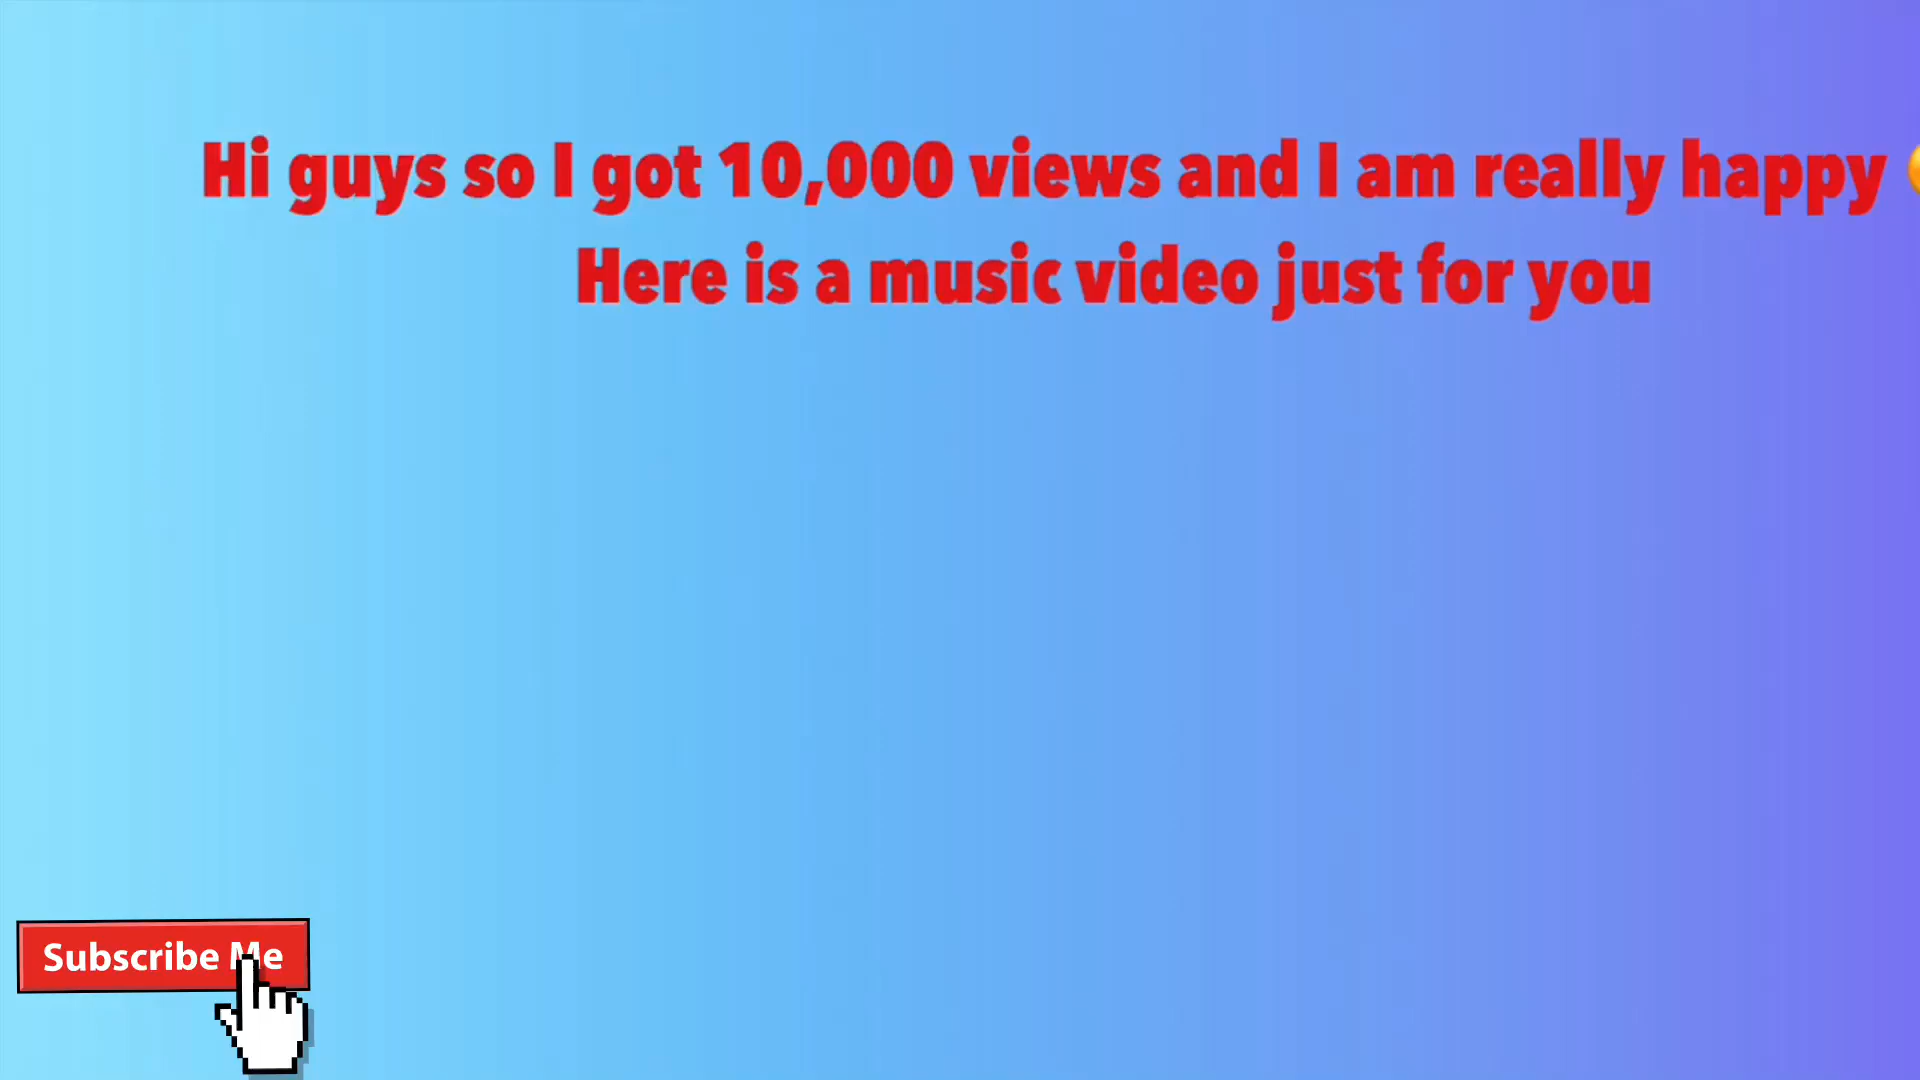 Hi guys so I got 10,000 views and I am really happy
Here is a music video just for you
Subscribe Me